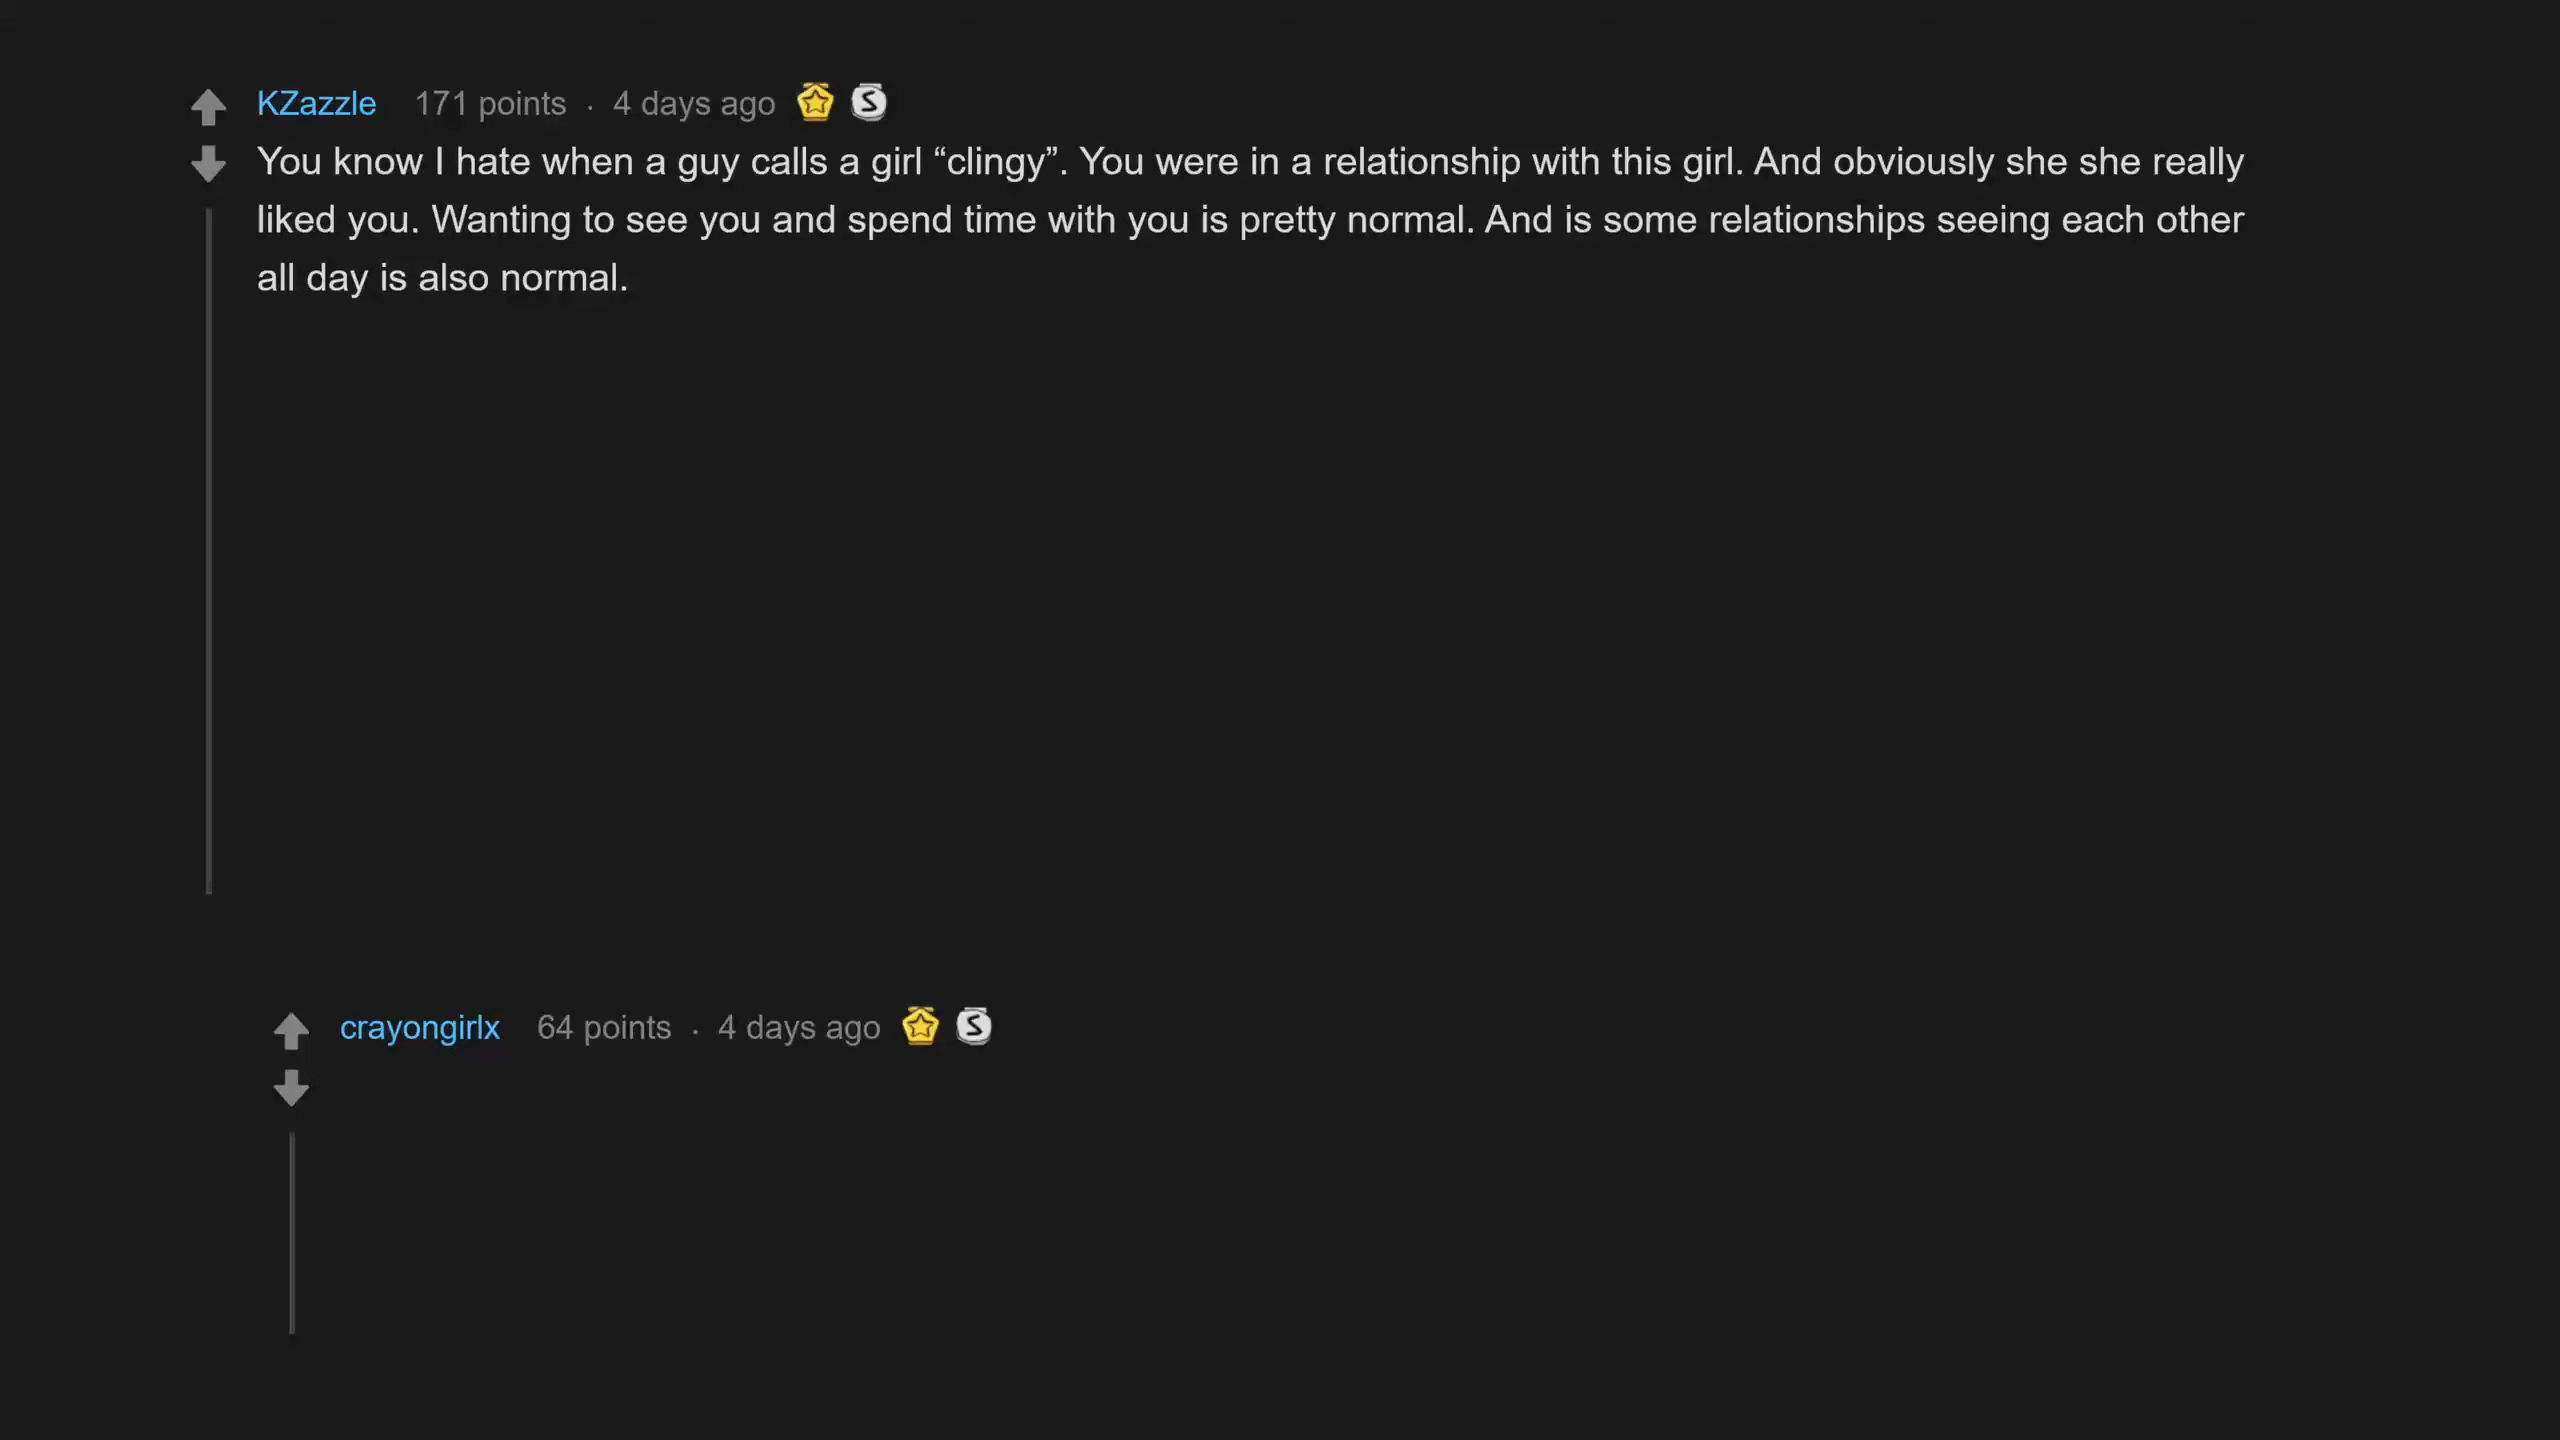 KZazzle 171 points · 4 days ago
You know I hate when a guy calls a girl “clingy”. You were in a relationship with this girl. And obviously she she really
liked you. Wanting to see you and spend time with you is pretty normal. And is some relationships seeing each other
all day is also normal.
crayongirlx 64 points · 4 days ago